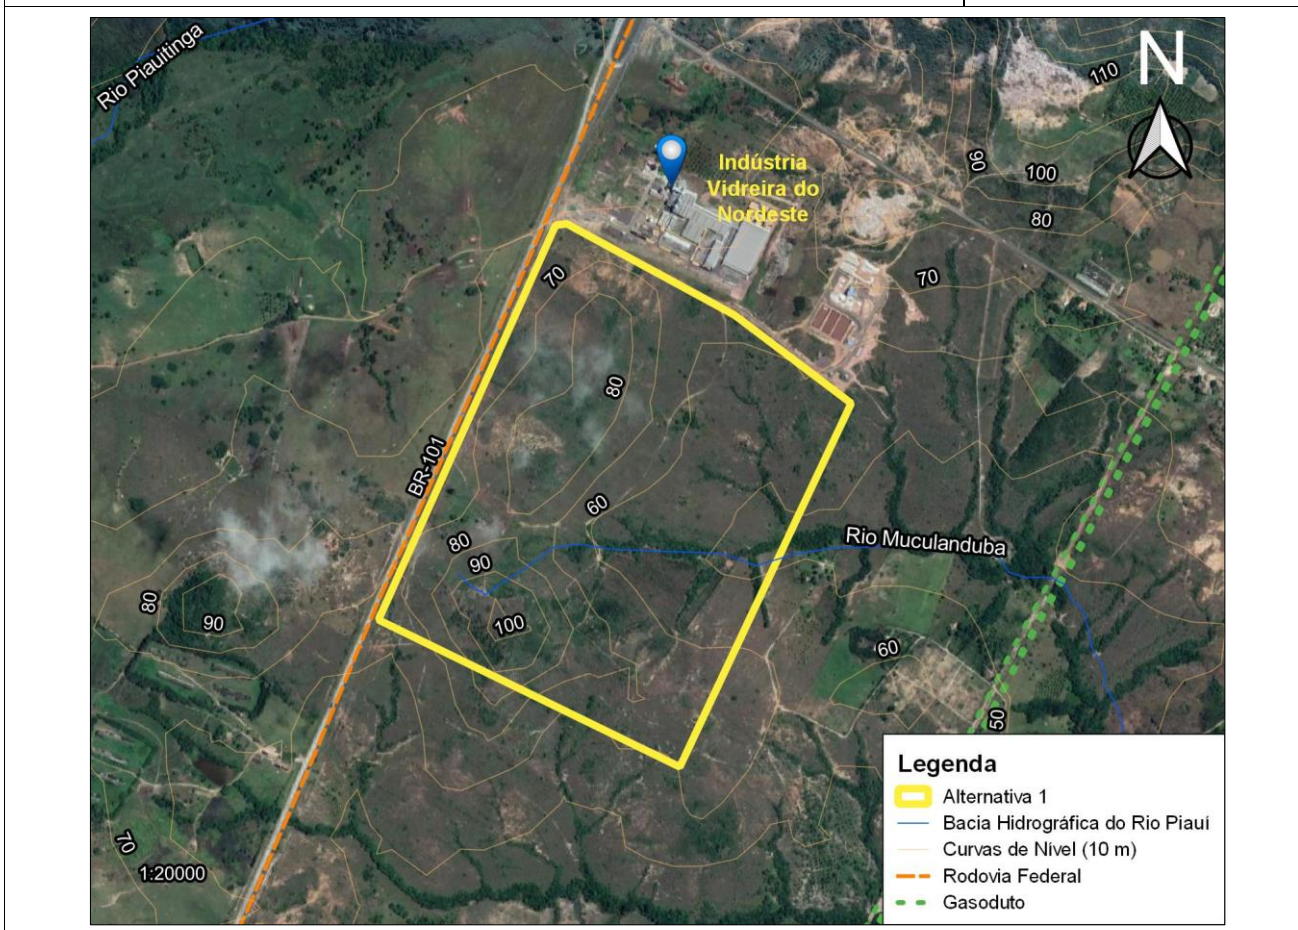 Rio Piauitinga
110
N
Indústria
Vidreira do
Nordeste
90
100
80
70
70
80
BR-101
60
80
90
Rio Muculanduba
80
90
100
60
50
70
1:20000
Legenda
Alternativa 1
Bacia Hidrográfica do Rio Piauí
Curvas de Nível (10 m)
Rodovia Federal
Gasoduto